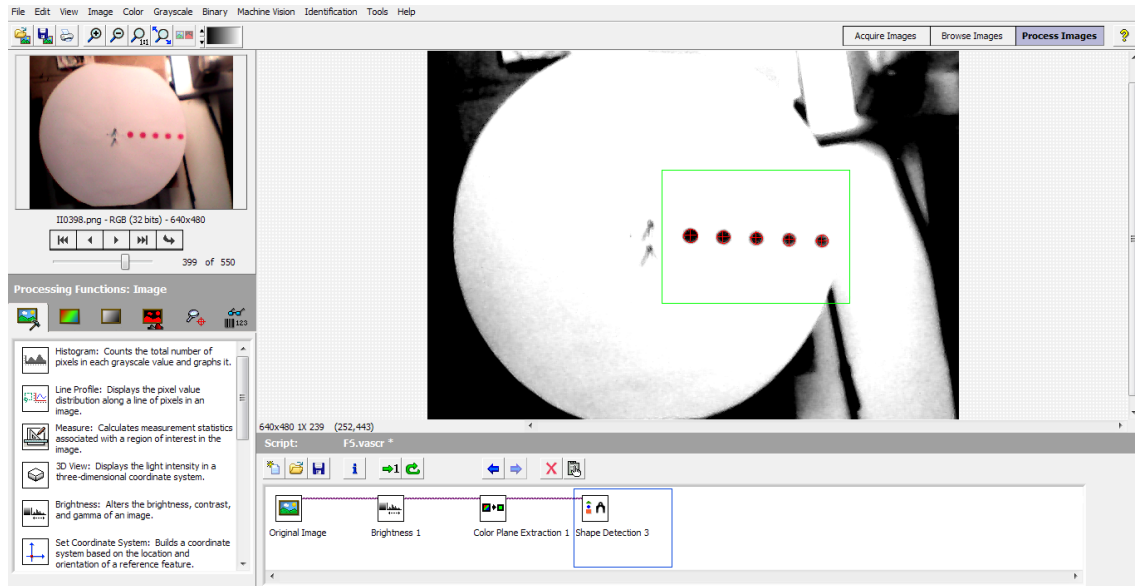 File Edit View Image Color Grayscale Binary Machine Vision Identification Tools Help
1:1
Acquire Images Browse Images Process Images ?
II0398.png - RGB (32 bits) - 640x480
399 of 550
Processing Functions: Image
123
Histogram: Counts the total number of
pixels in each grayscale value and graphs it.
Line Profile: Displays the pixel value
distribution along a line of pixels in an
image.
Measure: Calculates measurement statistics
associated with a region of interest in the
image.
3D View: Displays the light intensity in a
three-dimensional coordinate system.
Brightness: Alters the brightness, contrast,
and gamma of an image.
Set Coordinate System: Builds a coordinate
system based on the location and
orientation of a reference feature.
640x480 1X 239 (252,443)
Script: F5.vascr *
i 1
Original Image Brightness 1 Color Plane Extraction 1 Shape Detection 3